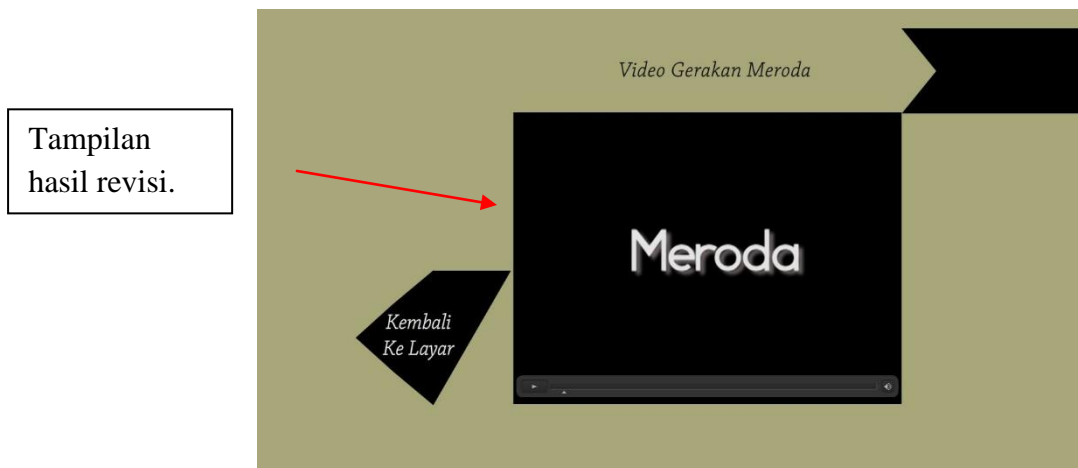 Video Gerakan Meroda
Tampilan
hasil revisi.
Meroda
Kembali
Ke Layar